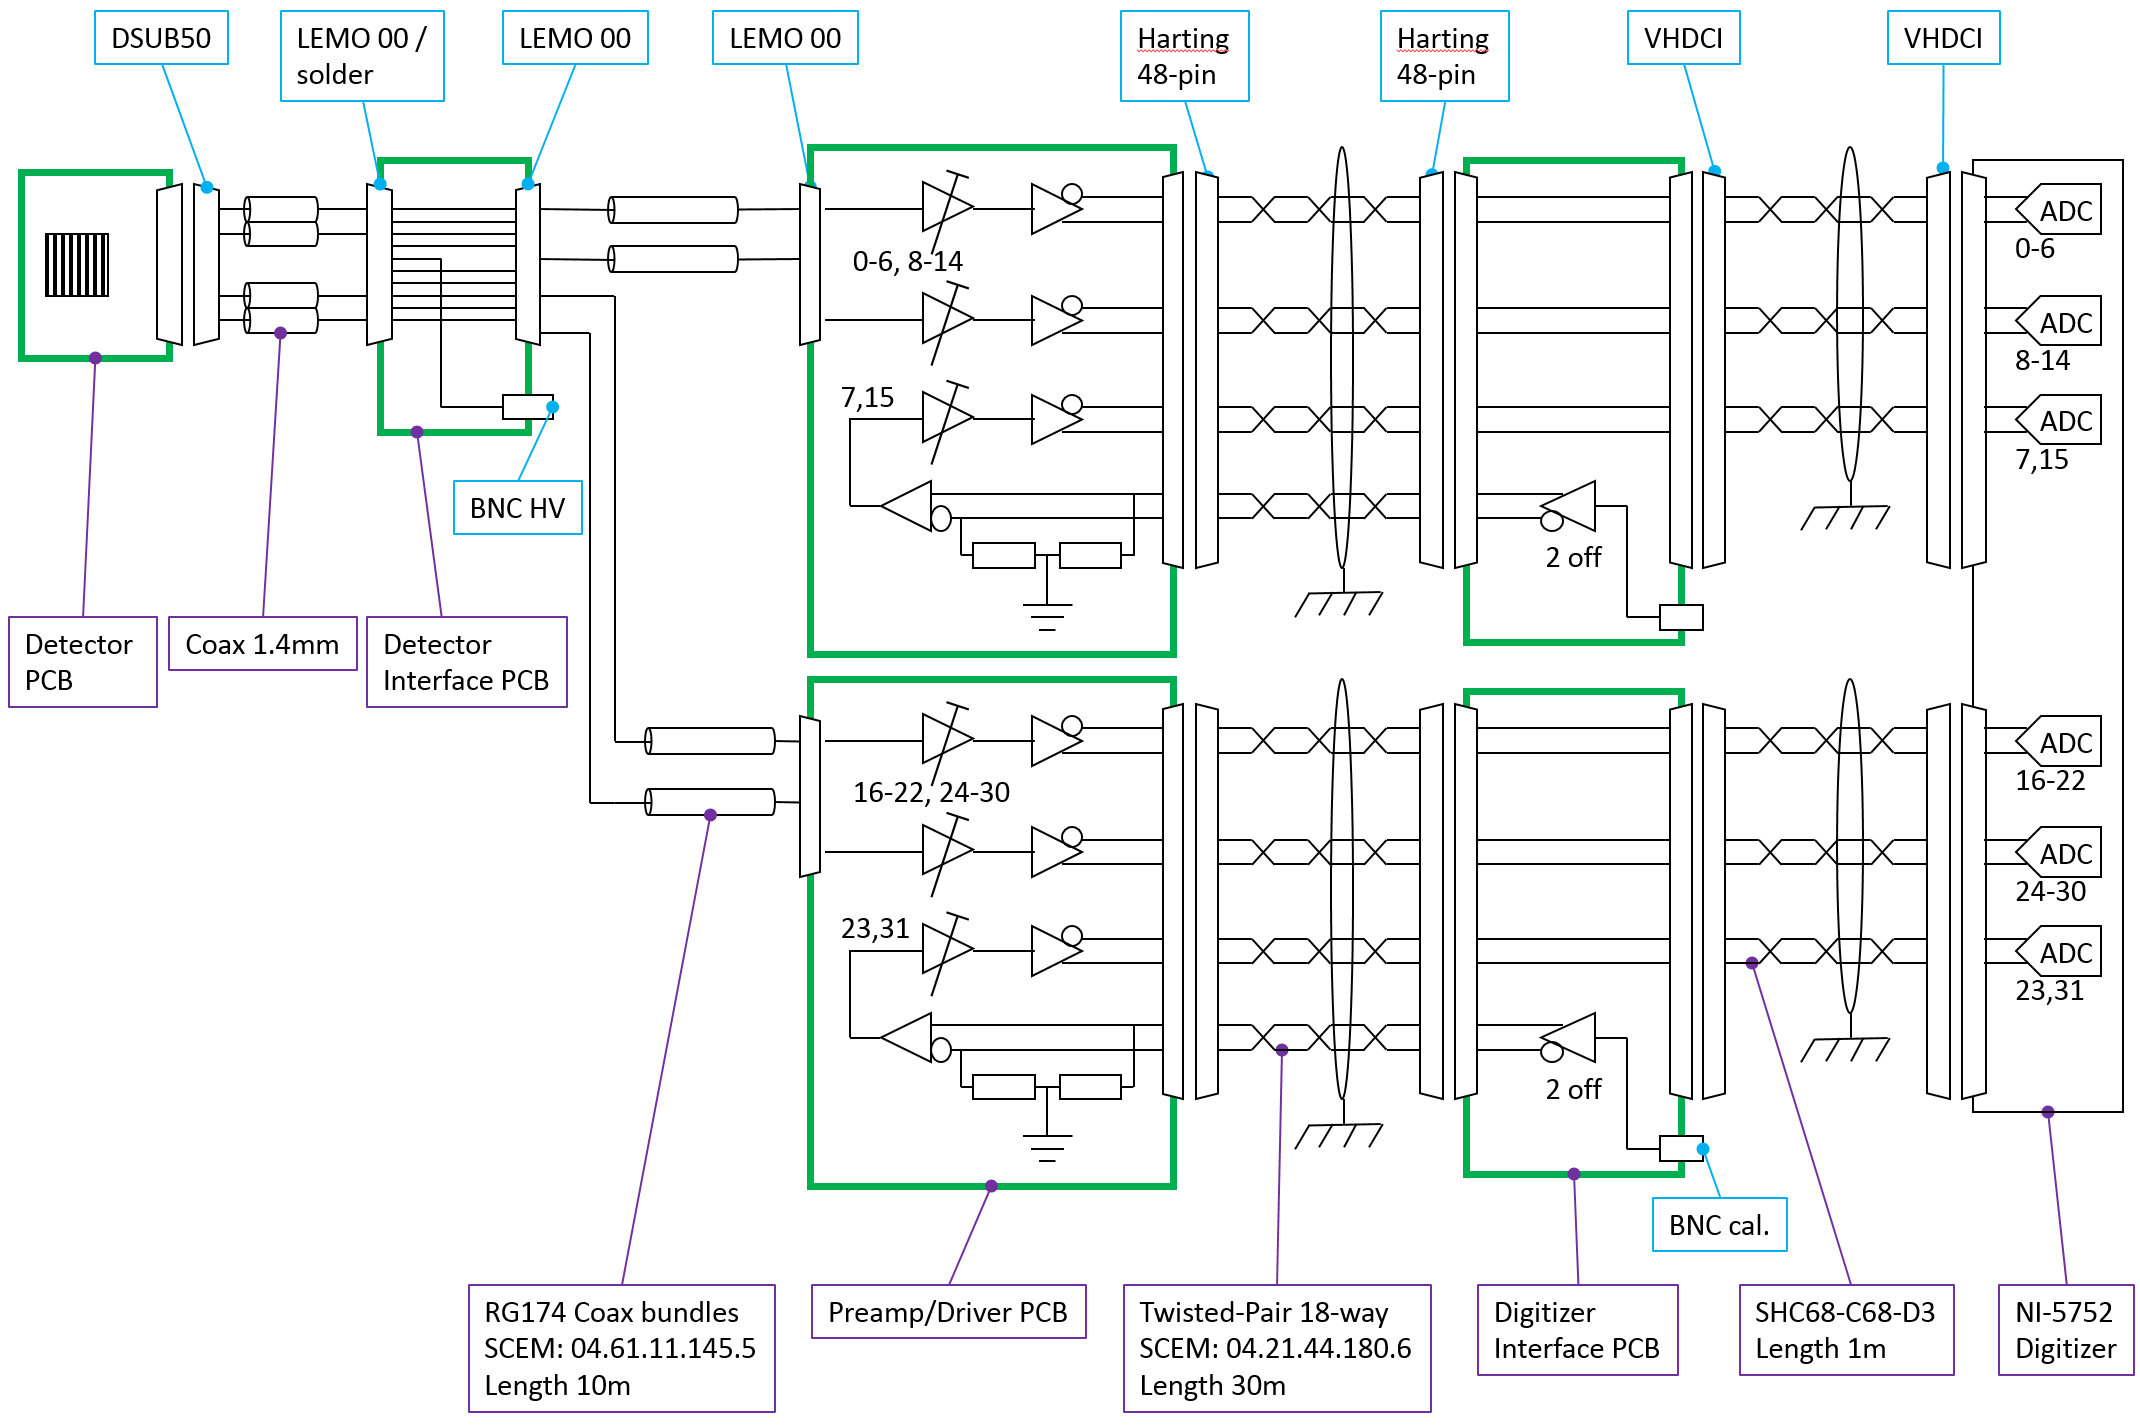 DSUB50
LEMO 00 /
solder
LEMO 00
LEMO 00
Harting
48-pin
Harting
48-pin
VHDCI
VHDCI
ADC
0-6
0-6, 8-14
ADC
8-14
7,15
ADC
7,15
BNC HV
2 off
Detector
PCB
Coax 1.4mm
Detector
Interface PCB
ADC
16-22
16-22, 24-30
ADC
24-30
23,31
ADC
23,31
2 off
BNC cal.
RG174 Coax bundles
SCEM: 04.61.11.145.5
Length 10m
Preamp/Driver PCB
Twisted-Pair 18-way
SCEM: 04.21.44.180.6
Length 30m
Digitizer
Interface PCB
SHC68-C68-D3
Length 1m
NI-5752
Digitizer